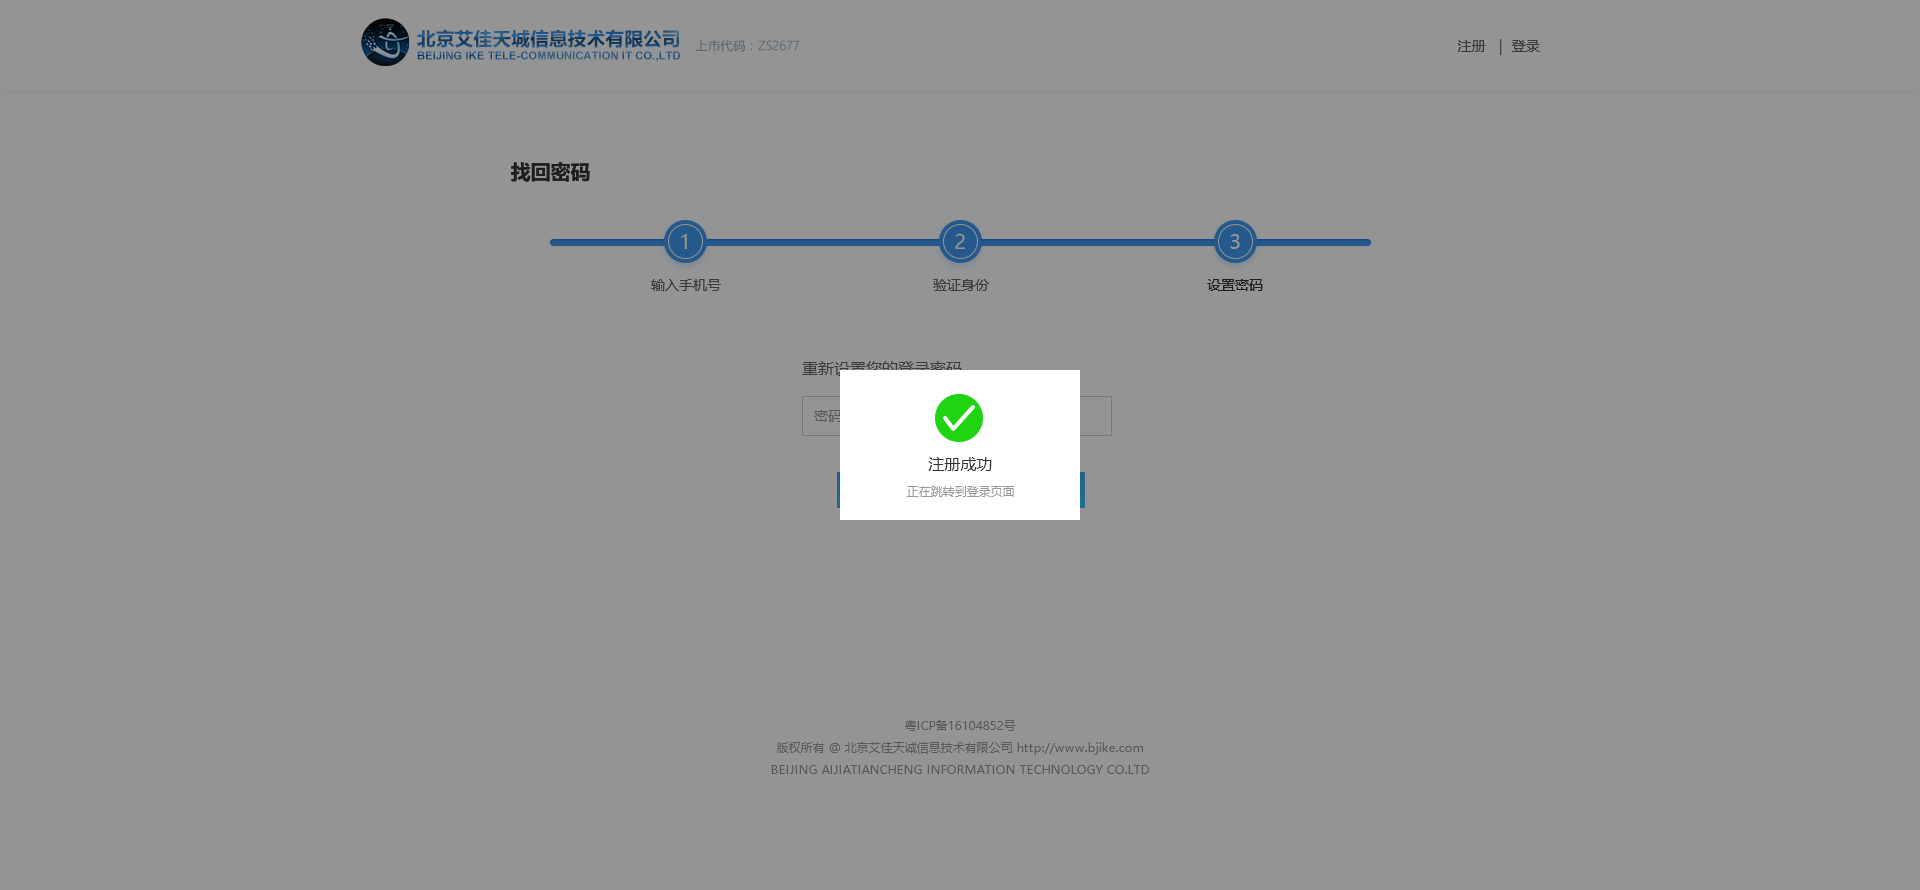 北京艾佳天诚信息技术有限公司
BEIJING IKE TELE-COMMUNICATION IT CO.,LTD
上市代码：ZS2677
注册 | 登录
找回密码
1 2 3
输入手机号 验证身份 设置密码
重新设置您的登录密码
密码
注册成功
正在跳转到登录页面
粤ICP备16104852号
版权所有 @ 北京艾佳天诚信息技术有限公司 http://www.bjike.com
BEIJING AIJIATIANCHENG INFORMATION TECHNOLOGY CO.LTD